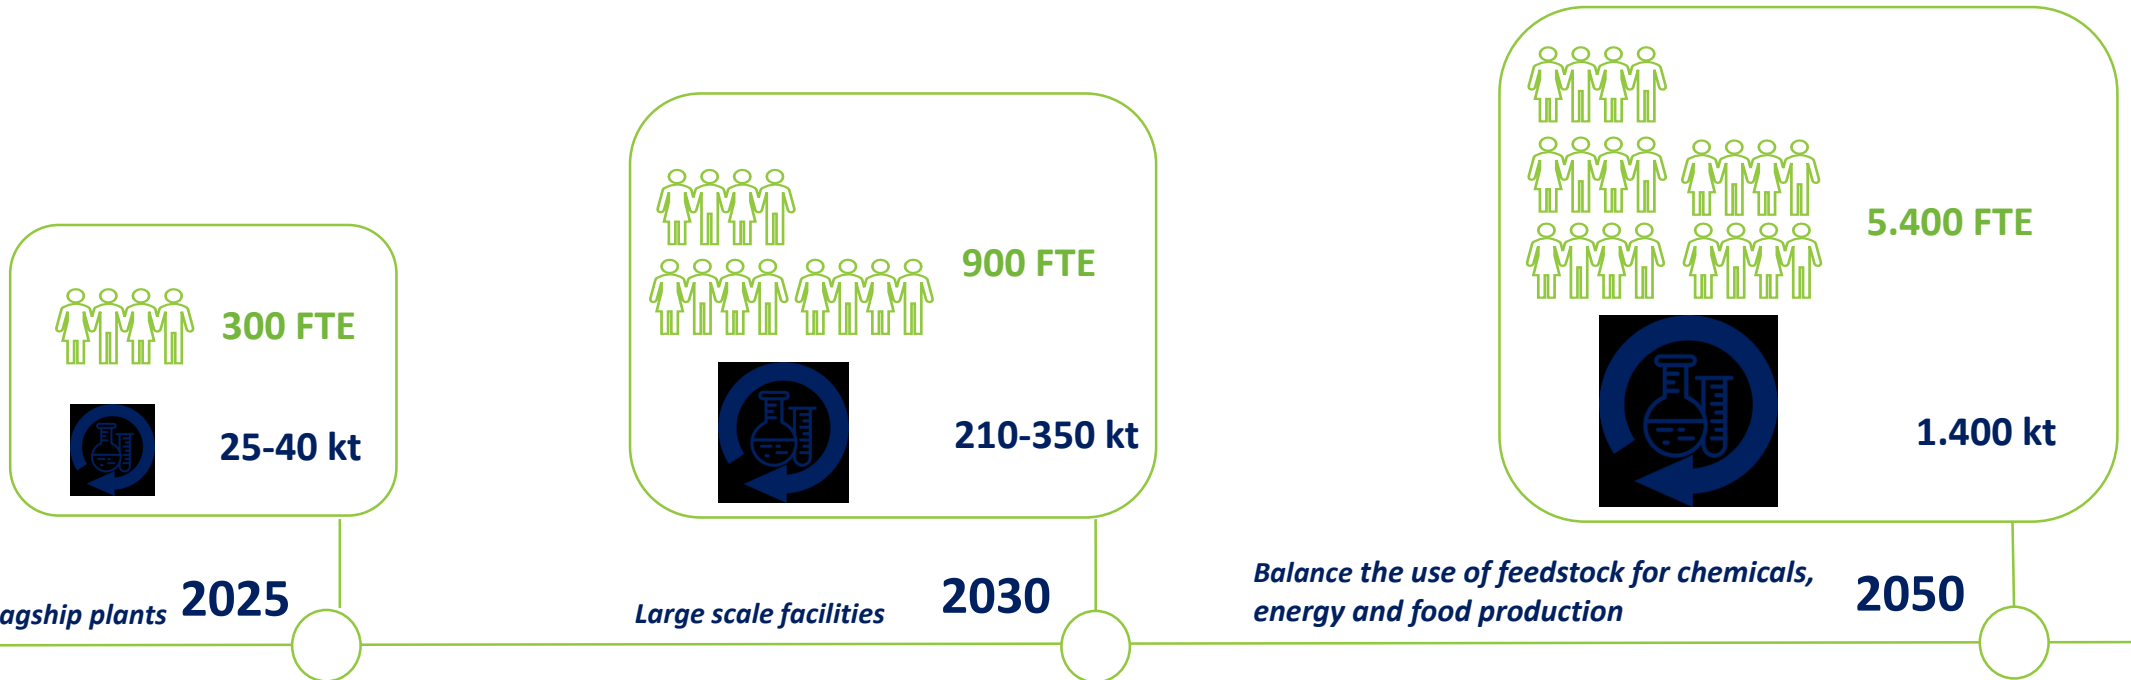 300 FTE
25-40 kt
agship plants
2025
900 FTE
210-350 kt
Large scale facilities
2030
5.400 FTE
1.400 kt
Balance the use of feedstock for chemicals,
energy and food production
2050